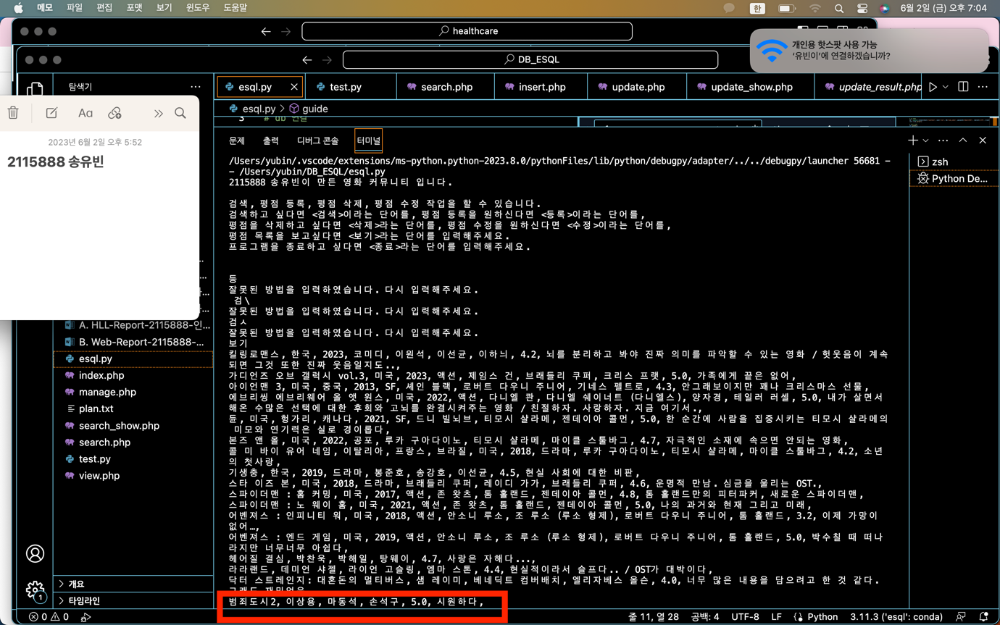 메모 파일 편집 포맷 보기 윈도우 도움말
한
6월 2일 (금) 오후 7:04
healthcare
DB_ESQL
개인용 핫스팟 사용 가능
‘유빈이’에 연결하겠습니까?
탐색기
esql.py
test.py
search.php
insert.php
update.php
update_show.php
update_result.php
esql.py > guide
3 # db 연결
Aa
2023년 6월 2일 오후 5:52
2115888 송유빈
A. HLL-Report-2115888-인...
B. Web-Report-2115888-...
esql.py
index.php
manage.php
plan.txt
search_show.php
search.php
test.py
view.php
개요
타임라인
문제 출력 디버그 콘솔 터미널
zsh
Python De...
/Users/yubin/.vscode/extensions/ms-python.python-2023.8.0/pythonFiles/lib/python/debugpy/adapter/../../debugpy/launcher 56681 -
- /Users/yubin/DB_ESQL/esql.py
2115888 송유빈이 만든 영화 커뮤니티 입니다.
검색, 평점 등록, 평점 삭제, 평점 수정 작업을 할 수 있습니다.
검색하고 싶다면 <검색>이라는 단어를, 평점 등록을 원하신다면 <등록>이라는 단어를,
평점을 삭제하고 싶다면 <삭제>라는 단어를, 평점 수정을 원하신다면 <수정>이라는 단어를,
평점 목록을 보고싶다면 <보기>라는 단어를 입력해주세요.
프로그램을 종료하고 싶다면 <종료>라는 단어를 입력해주세요.
등
잘못된 방법을 입력하였습니다. 다시 입력해주세요.
검\
잘못된 방법을 입력하였습니다. 다시 입력해주세요.
검ㅅ
잘못된 방법을 입력하였습니다. 다시 입력해주세요.
보기
킬링로맨스, 한국, 2023, 코미디, 이원석, 이선균, 이하늬, 4.2, 뇌를 분리하고 봐야 진짜 의미를 파악할 수 있는 영화 / 헛웃음이 계속
되면 그것 또한 진짜 웃음일지도..,
가디언즈 오브 갤럭시 vol.3, 미국, 2023, 액션, 제임스 건, 브래들리 쿠퍼, 크리스 프랫, 5.0, 가족에게 끝은 없어,
아이언맨 3, 미국, 중국, 2013, SF, 셰인 블랙, 로버트 다우니 주니어, 기네스 펠트로, 4.3, 안그래보이지만 꽤나 크리스마스 선물,
에브리씽 에브리웨어 올 앳 원스, 미국, 2022, 액션, 다니엘 콴, 다니엘 쉐이너트 (다니엘스), 양자경, 테일러 러셀, 5.0, 내가 살면서
해온 수많은 선택에 대한 후회와 고뇌를 완결시켜주는 영화 / 친절하자. 사랑하자. 지금 여기서.,
듄, 미국, 헝가리, 캐나다, 2021, SF, 드니 빌뇌브, 티모시 샬라메, 젠데이아 콜먼, 5.0, 한 순간에 사람을 집중시키는 티모시 샬라메의
미모와 연기력은 실로 경이롭다,
본즈 앤 올, 미국, 2022, 공포, 루카 구아다이노, 티모시 샬라메, 마이클 스툴바그, 4.7, 자극적인 소재에 속으면 안되는 영화,
콜 미 바이 유어 네임, 이탈리아, 프랑스, 브라질, 미국, 2018, 드라마, 루카 구아다이노, 티모시 샬라메, 마이클 스툴바그, 4.2, 소년
의 첫사랑,
기생충, 한국, 2019, 드라마, 봉준호, 송강호, 이선균, 4.5, 현실 사회에 대한 비판,
스타 이즈 본, 미국, 2018, 드라마, 브래들리 쿠퍼, 레이디 가가, 브래들리 쿠퍼, 4.6, 운명적 만남. 심금을 울리는 OST.,
스파이더맨 : 홈 커밍, 미국, 2017, 액션, 존 왓츠, 톰 홀랜드, 젠데이아 콜먼, 4.8, 톰 홀랜드만의 피터파커, 새로운 스파이더맨,
스파이더맨 : 노 웨이 홈, 미국, 2021, 액션, 존 왓츠, 톰 홀랜드, 젠데이아 콜먼, 5.0, 나의 과거와 현재 그리고 미래,
어벤져스 : 인피니티 워, 미국, 2018, 액션, 안소니 루소, 조 루소 (루소 형제), 로버트 다우니 주니어, 톰 홀랜드, 3.2, 이제 가망이
없어…,
어벤져스 : 엔드 게임, 미국, 2019, 액션, 안소니 루소, 조 루소 (루소 형제), 로버트 다우니 주니어, 톰 홀랜드, 5.0, 박수칠 때 떠나
라지만 너무너무 아쉽다,
헤어질 결심, 박찬욱, 박해일, 탕웨이, 4.7, 사랑은 자해다...,
라라랜드, 데미언 샤젤, 라이언 고슬링, 엠마 스톤, 4.4, 현실적이라서 슬프다.. / OST가 대박이다,
닥터 스트레인지: 대혼돈의 멀티버스, 샘 레이미, 베네딕트 컴버배치, 엘리자베스 올슨, 4.0, 너무 많은 내용을 담으려고 한 것 같다.
범죄도시2, 이상용, 마동석, 손석구, 5.0, 시원하다,
1
0 0
줄 11, 열 28 공백: 4 UTF-8 LF Python 3.11.3 ('esql': conda)